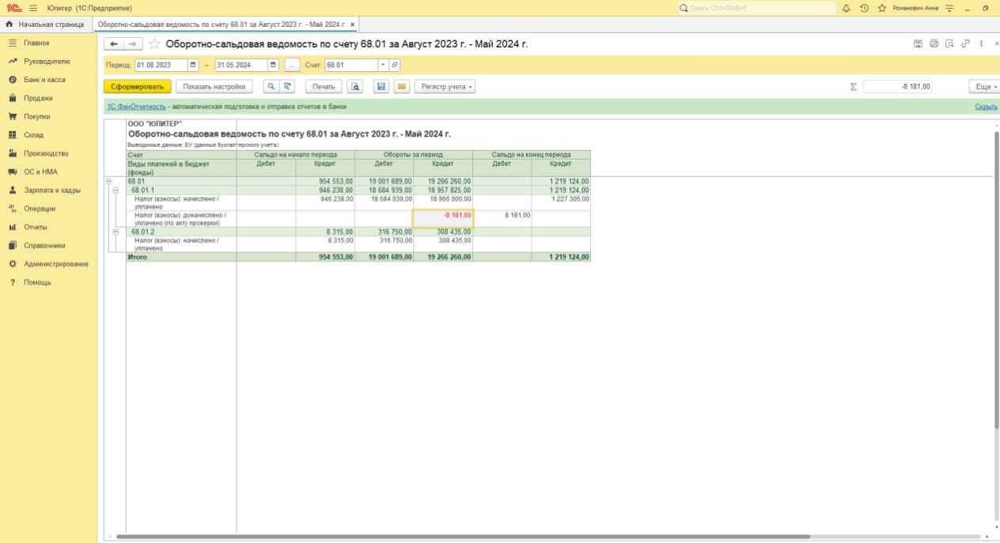 1С Юпитер (1С:Предприятие) Поиск Ctrl+Shift+F Романович Анна
Начальная страница Оборотно-сальдовая ведомость по счету 68.01 за Август 2023 г. - Май 2024 г. ×
Главное
Руководителю
Банк и касса
Продажи
Покупки
Склад
Производство
ОС и НМА
Зарплата и кадры
Операции
Отчеты
Справочники
Администрирование
? Помощь
Оборотно-сальдовая ведомость по счету 68.01 за Август 2023 г. - Май 2024 г.
Период: 01.08.2023 – 31.05.2024 ... Счет: 68.01
Сформировать Показать настройки Печать Регистр учета Σ -8 181,00 Еще
1С:ФинОтчетность - автоматическая подготовка и отправка отчетов в банки Скрыть
ООО "ЮПИТЕР"
Оборотно-сальдовая ведомость по счету 68.01 за Август 2023 г. - Май 2024 г.
Выводимые данные: БУ (данные бухгалтерского учета)
Счет Сальдо на начало периода Обороты за период Сальдо на конец периода
Виды платежей в бюджет Дебет Кредит Дебет Кредит Дебет Кредит
(фонды)
68.01 954 553,00 19 001 689,00 19 266 260,00 1 219 124,00
68.01.1 946 238,00 18 684 939,00 18 957 825,00 1 219 124,00
Налог (взносы): начислено / 946 238,00 18 684 939,00 18 966 006,00 1 227 305,00
уплачено
Налог (взносы): доначислено / -8 181,00 8 181,00
уплачено (по акту проверки)
68.01.2 8 315,00 316 750,00 308 435,00
Налог (взносы): начислено / 8 315,00 316 750,00 308 435,00
уплачено
Итого 954 553,00 19 001 689,00 19 266 260,00 1 219 124,00